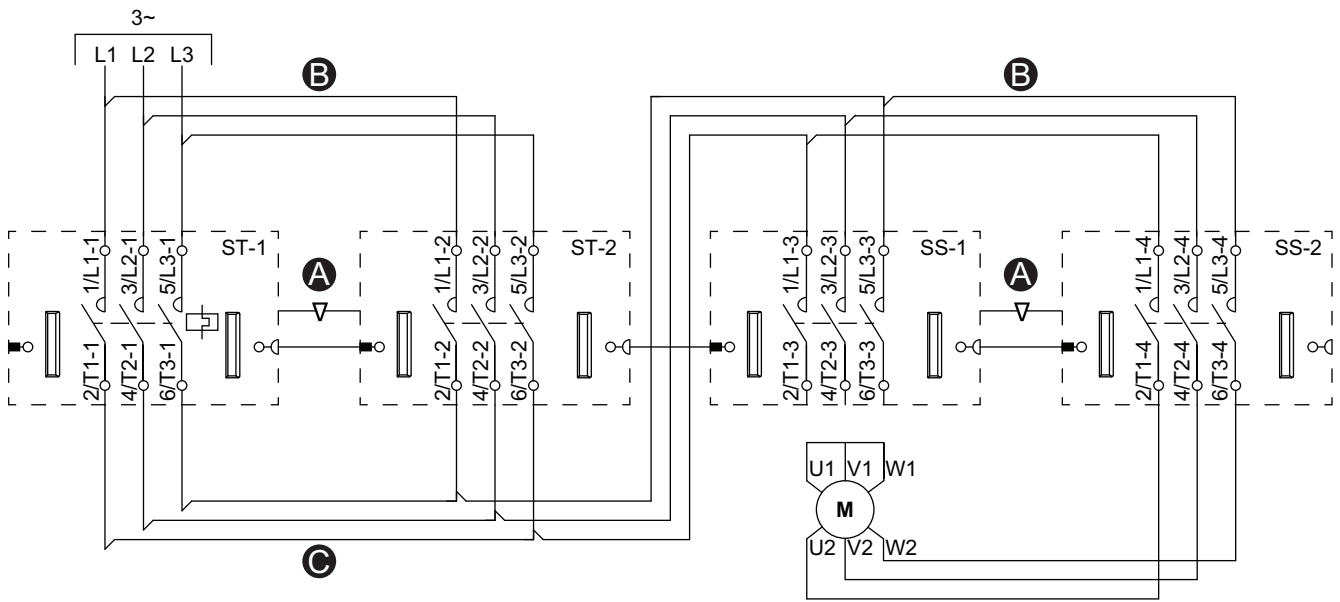 3~
L1 L2 L3
B B
ST-1 ST-2 SS-1 SS-2
1/L1-1 3/L2-1 5/L3-1 1/L1-2 3/L2-2 5/L3-2 1/L1-3 3/L2-3 5/L3-3 1/L1-4 3/L2-4 5/L3-4
A A
2/T1-1 4/T2-1 6/T3-1 2/T1-2 4/T2-2 6/T3-2 2/T1-3 4/T2-3 6/T3-3 2/T1-4 4/T2-4 6/T3-4
U1 V1 W1
M
U2 V2 W2
C